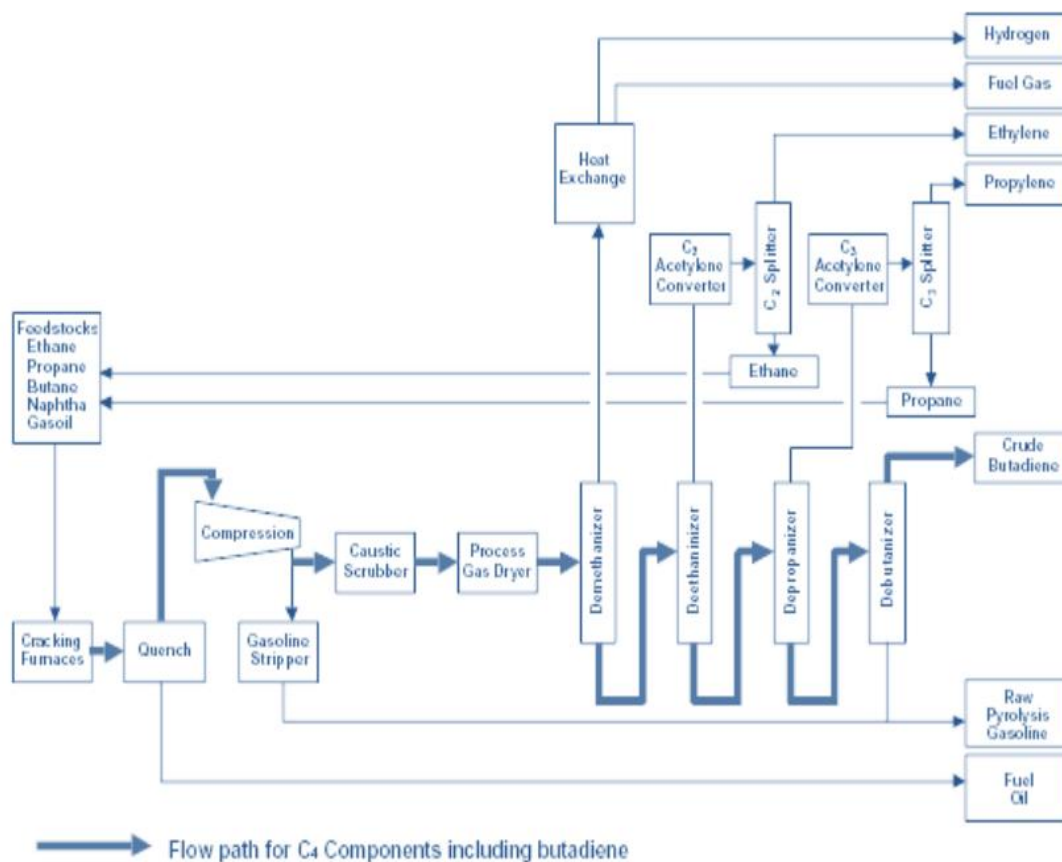 Hydrogen
Fuel Gas
Ethylene
Propylene
Heat
Exchange
C₂
Acetylene
Converter
C₂ Splitter
C₃
Acetylene
Converter
C₃ Splitter
Feedstocks
Ethane
Propane
Butane
Naphtha
Gasoil
Ethane
Propane
Crude
Butadiene
Compression
Caustic
Scrubber
Process
Gas Dryer
Demethanizer
Deethaninizer
Depropanizer
Debutanizer
Cracking
Furnaces
Quench
Gasoline
Stripper
Raw
Pyrolysis
Gasoline
Fuel
Oil
Flow path for C₄ Components including butadiene